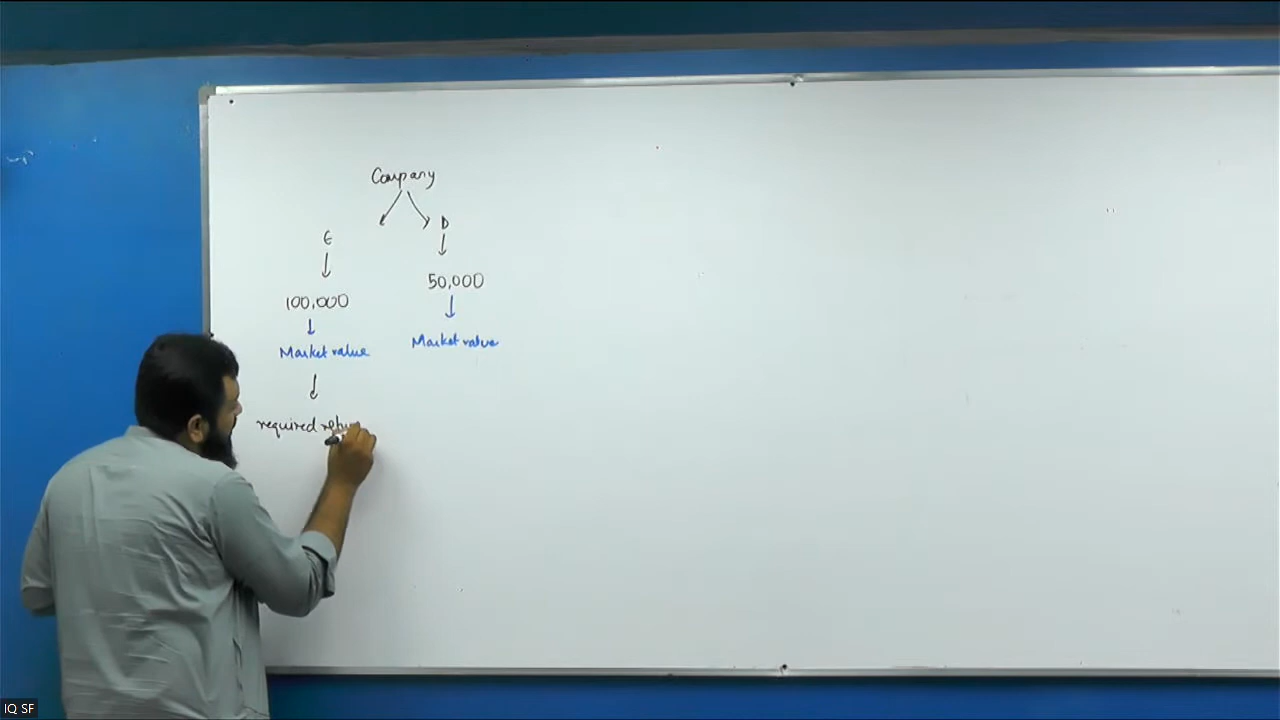 Company
E
D
100,000
50,000
Market value
Market value
required
IQ SF